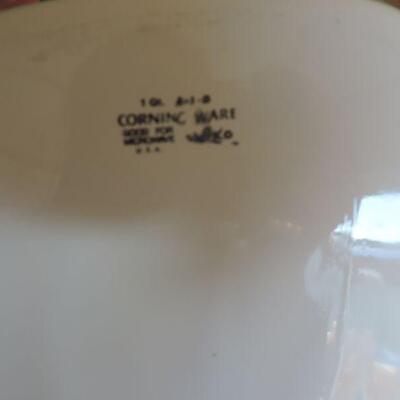 1 Qt. A-1-B
CORNING WARE
GOOD FOR
MICROWAVE
U.S.A.